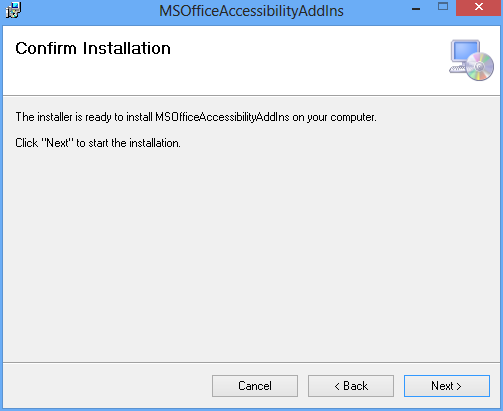 MSOfficeAccessibilityAddIns
Confirm Installation
The installer is ready to install MSOfficeAccessibilityAddIns on your computer.
Click "Next" to start the installation.
Cancel
< Back
Next >